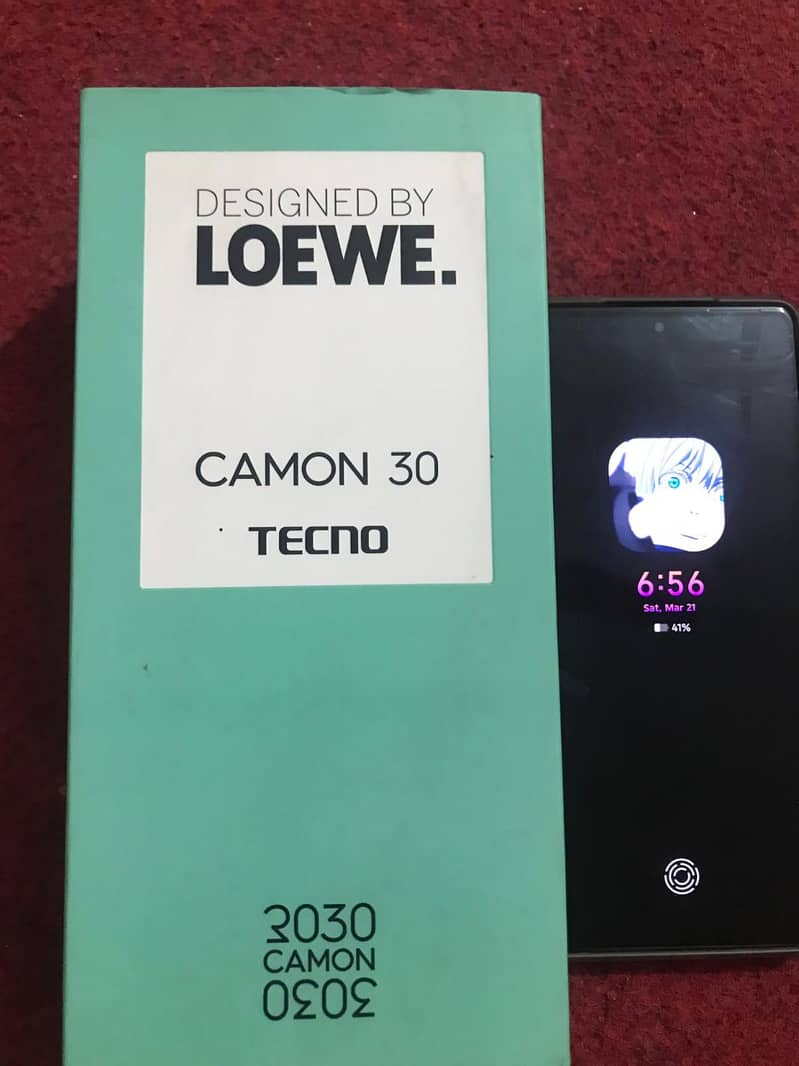 DESIGNED BY
LOEWE.
CAMON 30
TECNO
3030
CAMON
3030
6:56
Sat, Mar 21
41%